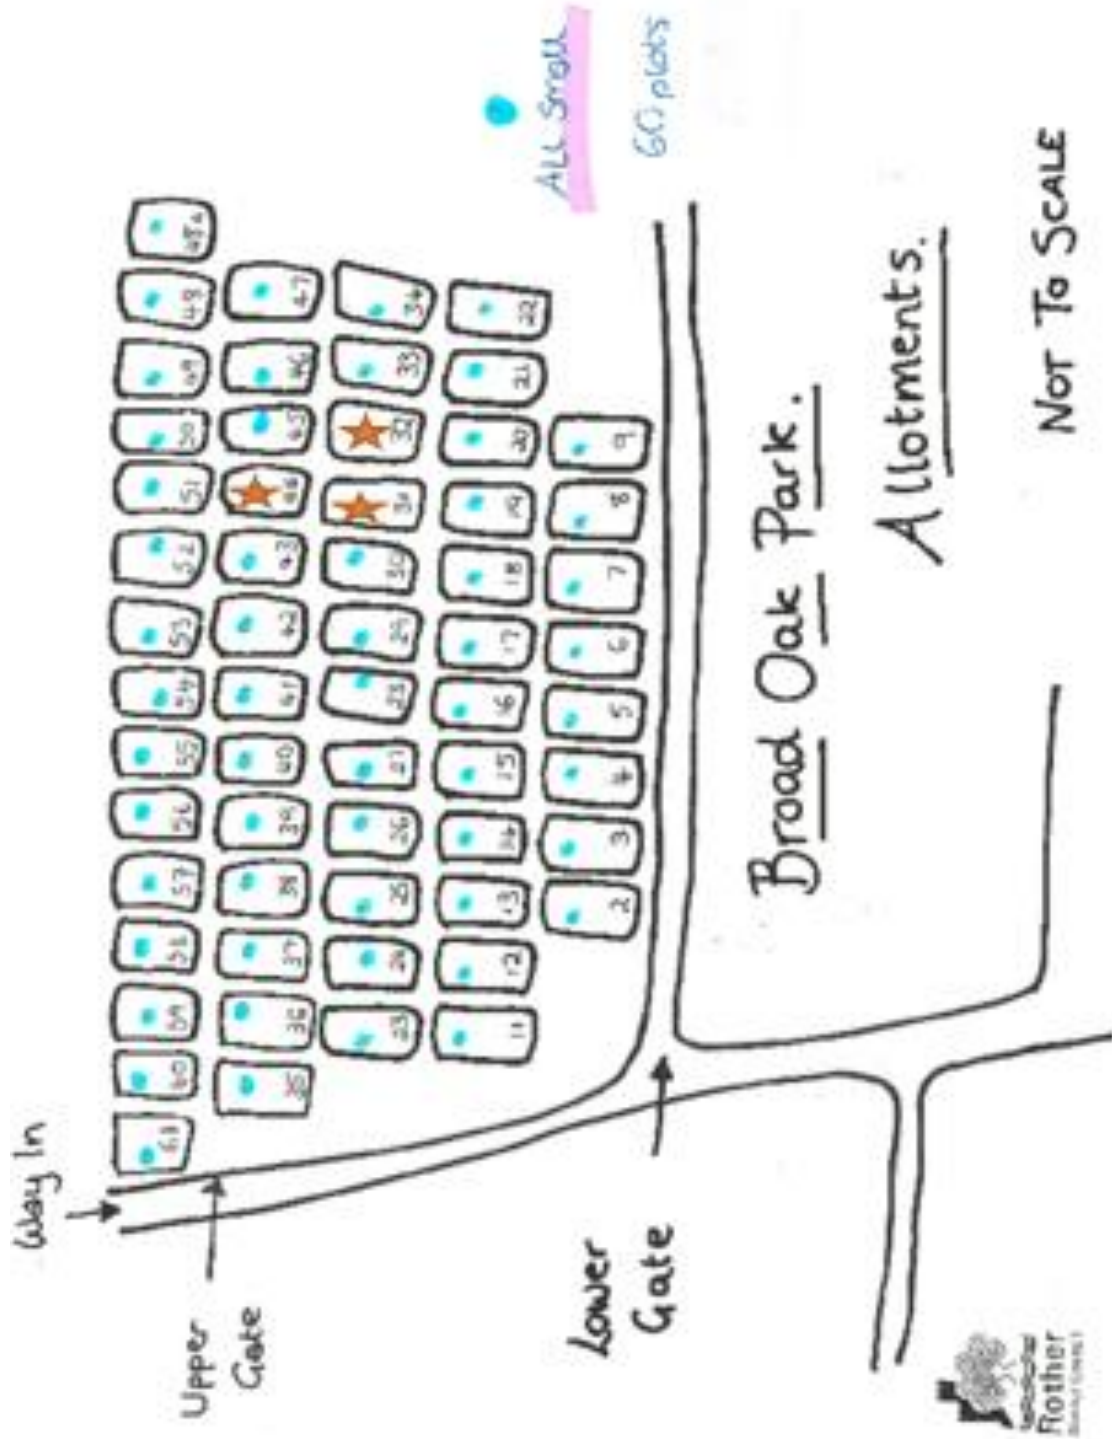 Way In
Upper
Gate
60 59 58 57 56 55 54 53 52 51 50 49 48 48A
35 36 37 38 39 40 41 42 43 44 45 46 47
23 24 25 26 27 28 29 30 31 32 33 34
11 12 13 14 15 16 17 18 19 20 21 22
2 3 4 5 6 7 8 9
ALL Small
60 plots
Lower
Gate
Broad Oak Park.
Allotments.
NOT TO SCALE
Rother